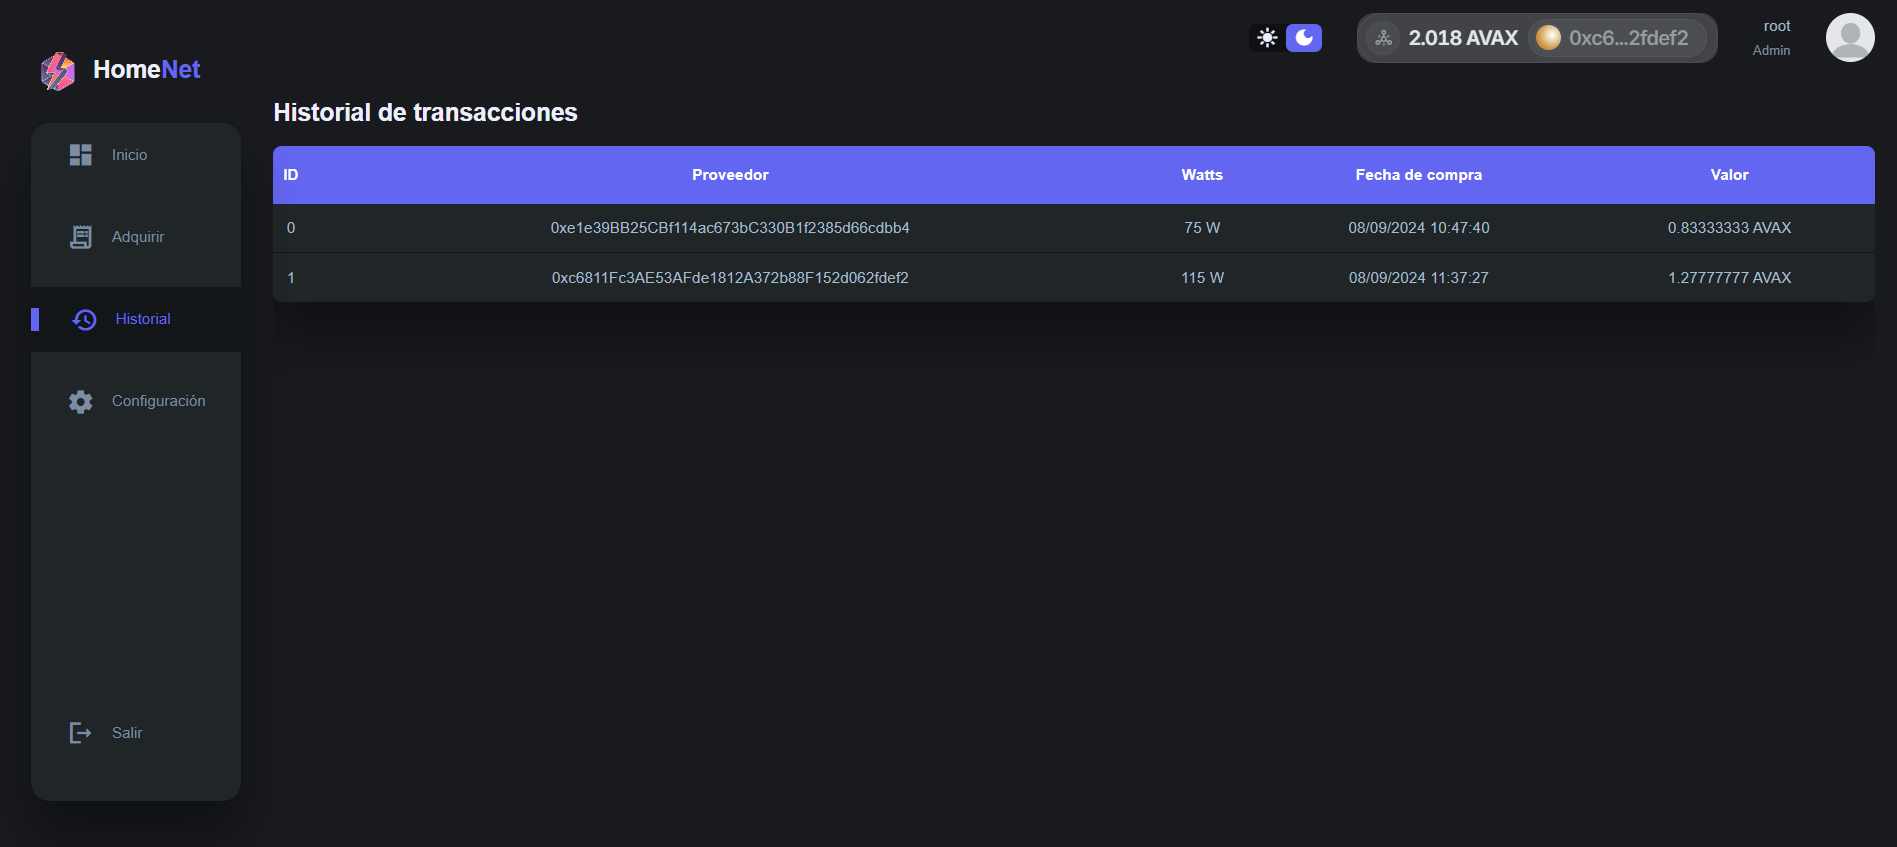 HomeNet
2.018 AVAX 0xc6...2fdef2
root
Admin
Inicio
Adquirir
Historial
Configuración
Salir
Historial de transacciones
ID Proveedor Watts Fecha de compra Valor
0 0xe1e39BB25CBf114ac673bC330B1f2385d66cdbb4 75 W 08/09/2024 10:47:40 0.83333333 AVAX
1 0xc6811Fc3AE53AFde1812A372b88F152d062fdef2 115 W 08/09/2024 11:37:27 1.27777777 AVAX